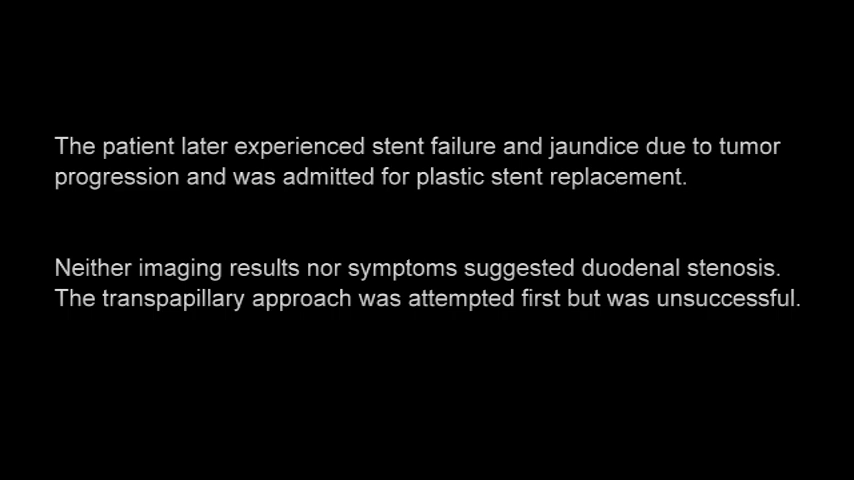 The patient later experienced stent failure and jaundice due to tumor
progression and was admitted for plastic stent replacement.
Neither imaging results nor symptoms suggested duodenal stenosis.
The transpapillary approach was attempted first but was unsuccessful.